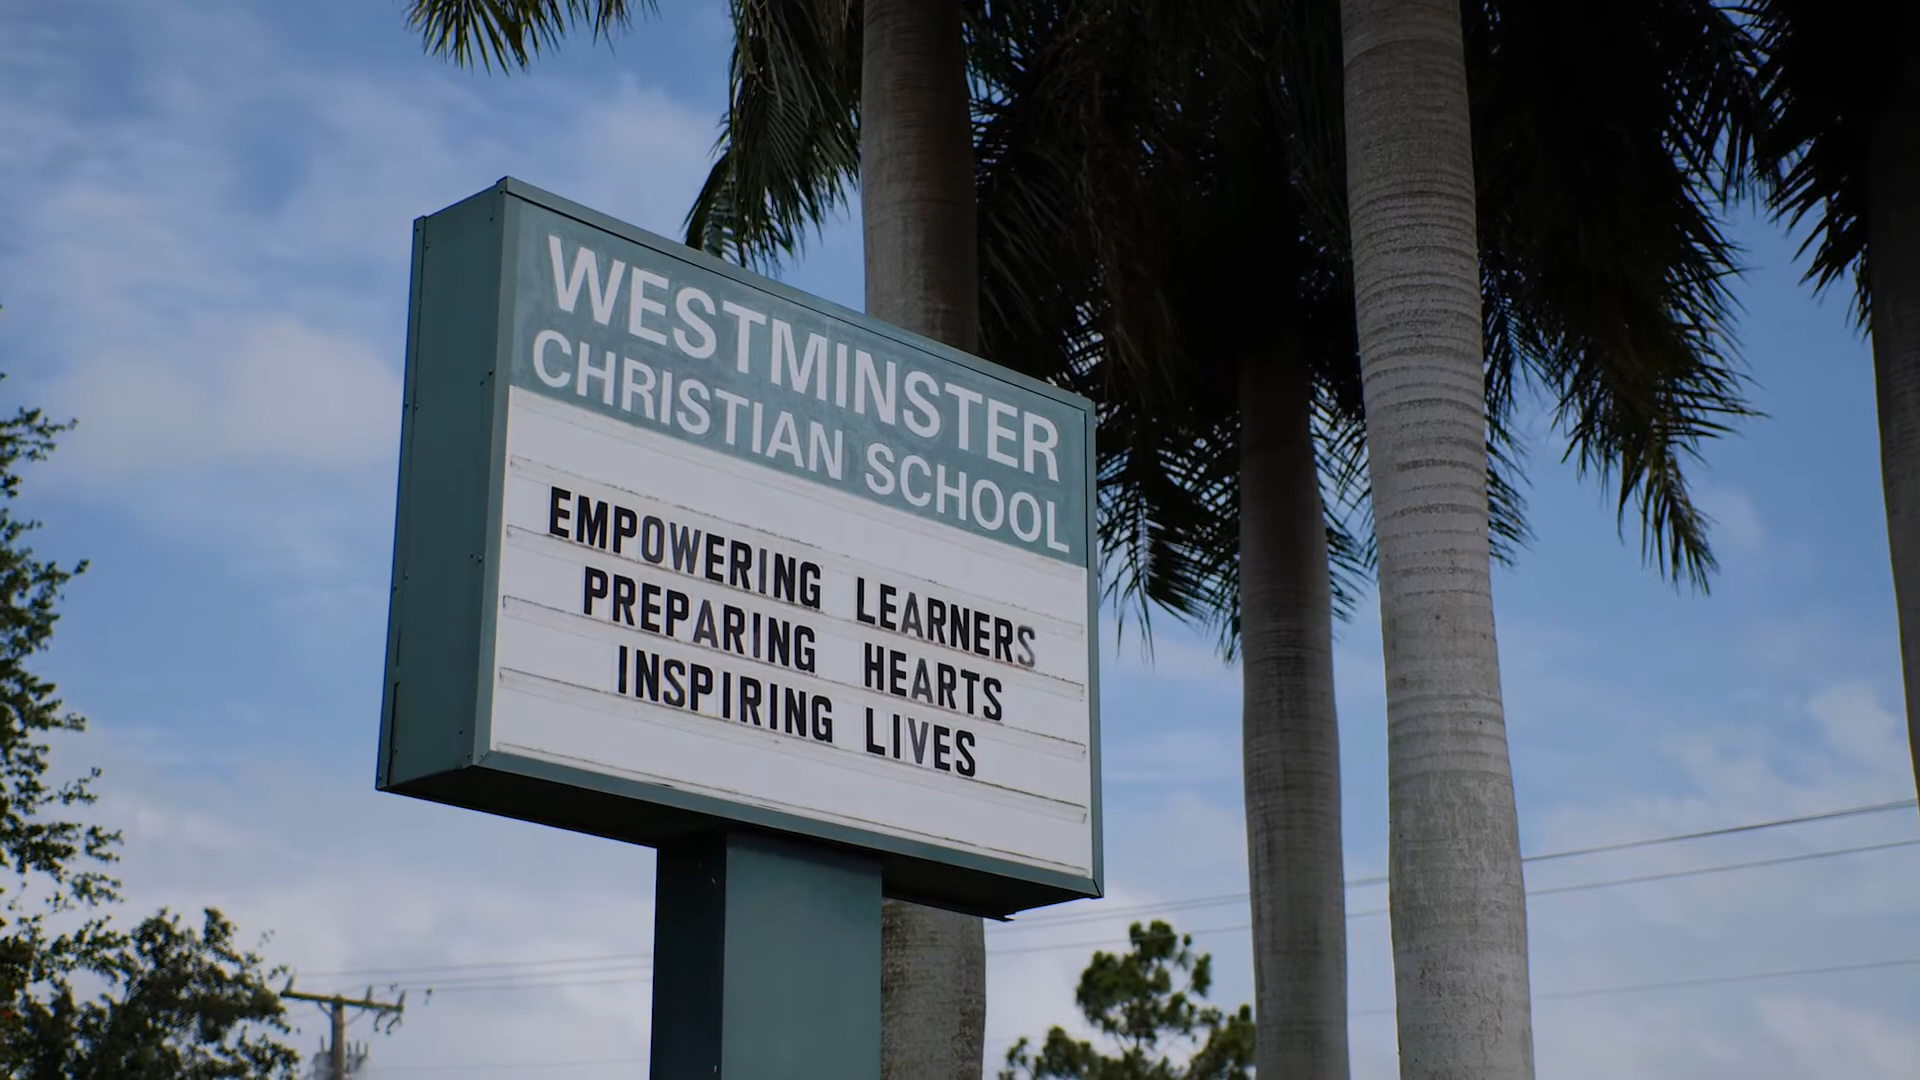 WESTMINSTER
CHRISTIAN SCHOOL
EMPOWERING LEARNERS
PREPARING HEARTS
INSPIRING LIVES